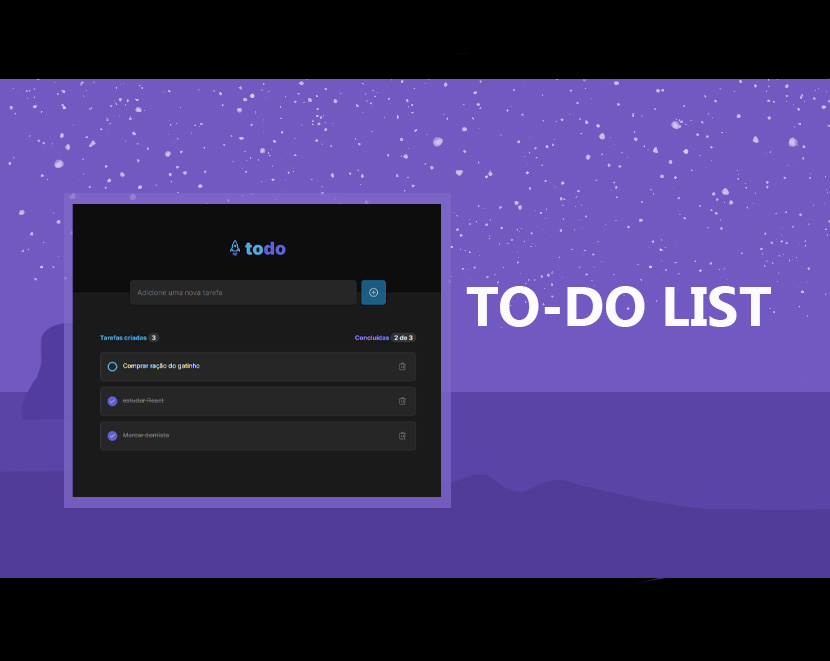 todo
Adicione uma nova tarefa
TO-DO LIST
Tarefas criadas 3
Concluídas 2 de 3
Comprar ração do gatinho
estudar React
Marcar dentista